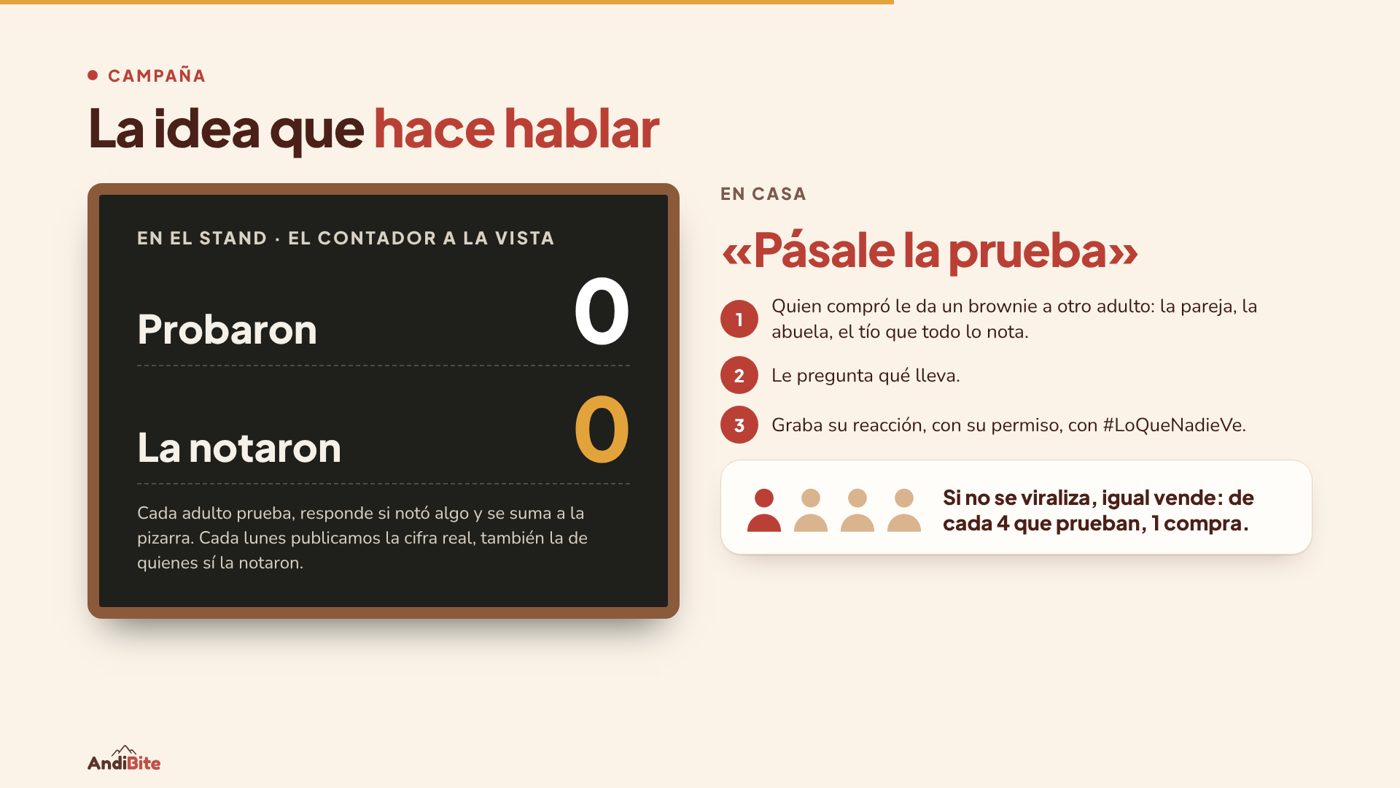 CAMPAÑA
La idea que hace hablar
EN EL STAND · EL CONTADOR A LA VISTA
Probaron 0
La notaron 0
Cada adulto prueba, responde si notó algo y se suma a la
pizarra. Cada lunes publicamos la cifra real, también la de
quienes sí la notaron.
EN CASA
«Pásale la prueba»
1 Quien compró le da un brownie a otro adulto: la pareja, la
abuela, el tío que todo lo nota.
2 Le pregunta qué lleva.
3 Graba su reacción, con su permiso, con #LoQueNadieVe.
Si no se viraliza, igual vende: de
cada 4 que prueban, 1 compra.
AndiBite